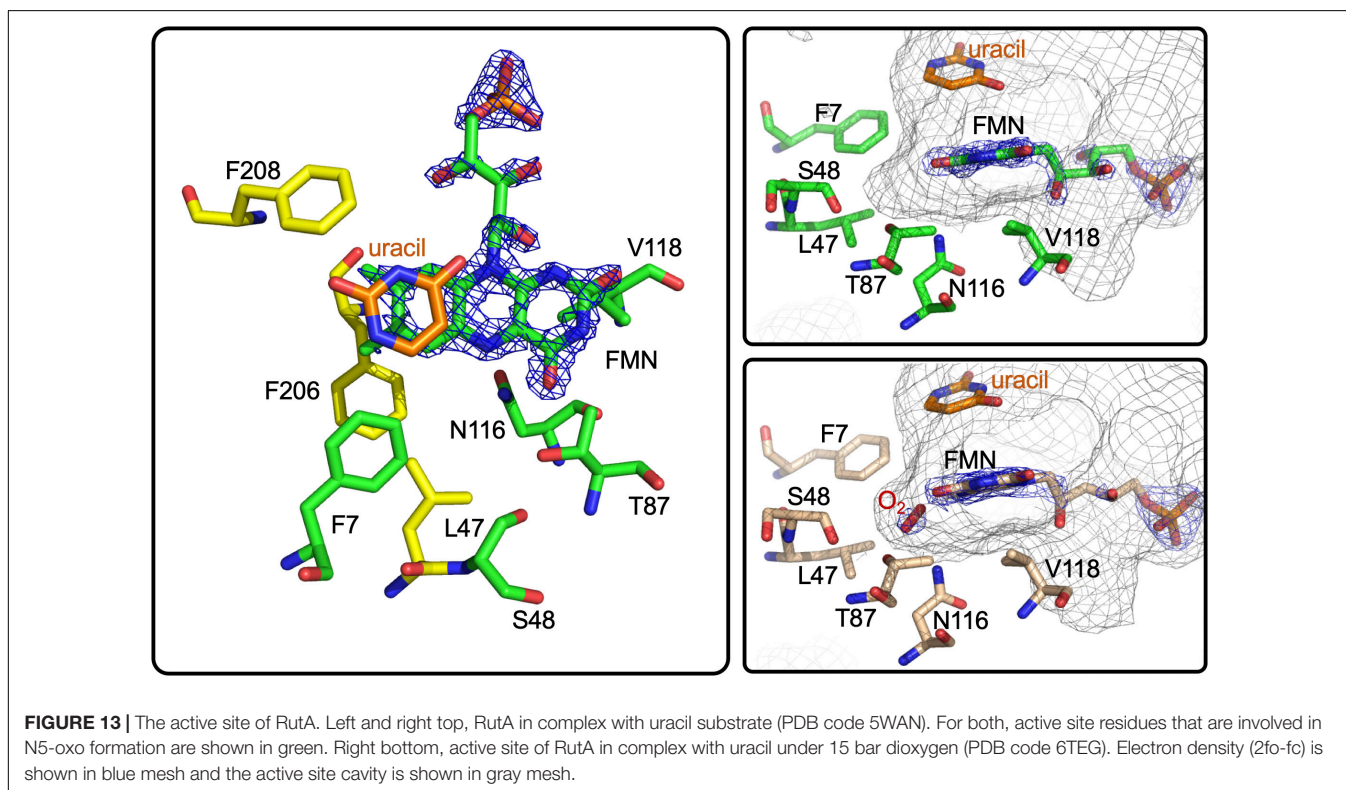 F208
uracil
V118
FMN
F206
N116
F7
T87
L47
S48
uracil
F7
FMN
S48
L47
V118
T87
N116
uracil
F7
FMN
S48
O₂
L47
V118
T87
N116
FIGURE 13 | The active site of RutA. Left and right top, RutA in complex with uracil substrate (PDB code 5WAN). For both, active site residues that are involved in
N5-oxo formation are shown in green. Right bottom, active site of RutA in complex with uracil under 15 bar dioxygen (PDB code 6TEG). Electron density (2fo-fc) is
shown in blue mesh and the active site cavity is shown in gray mesh.